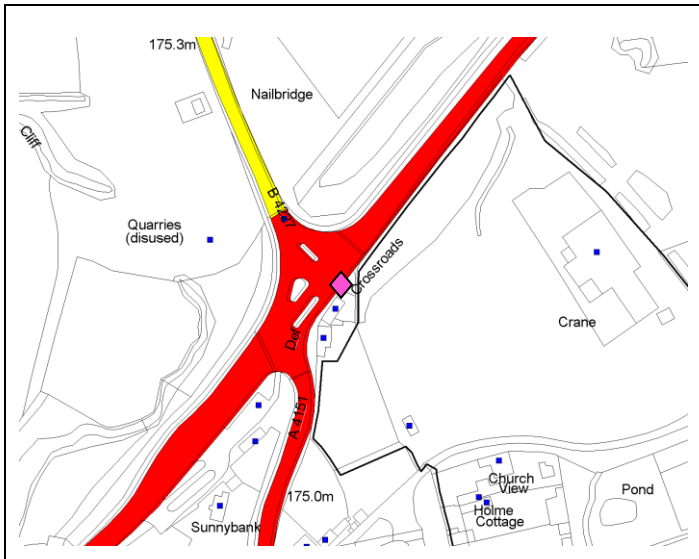 175.3m
Nailbridge
Cliff
B 4227
Quarries
(disused)
Crossroads
Crane
Def
A 4151
Church
View
175.0m
Pond
Holme
Cottage
Sunnybank